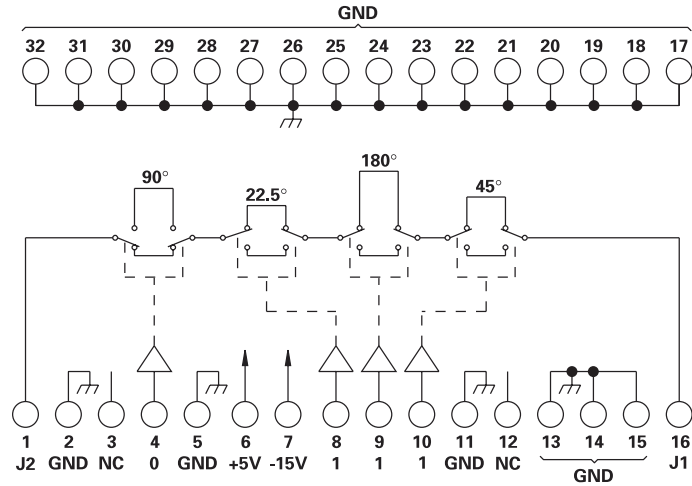 GND
32 31 30 29 28 27 26 25 24 23 22 21 20 19 18 17
180°
90°
45°
22.5°
1 2 3 4 5 6 7 8 9 10 11 12 13 14 15 16
J2 GND NC 0 GND +5V -15V 1 1 1 GND NC J1
GND